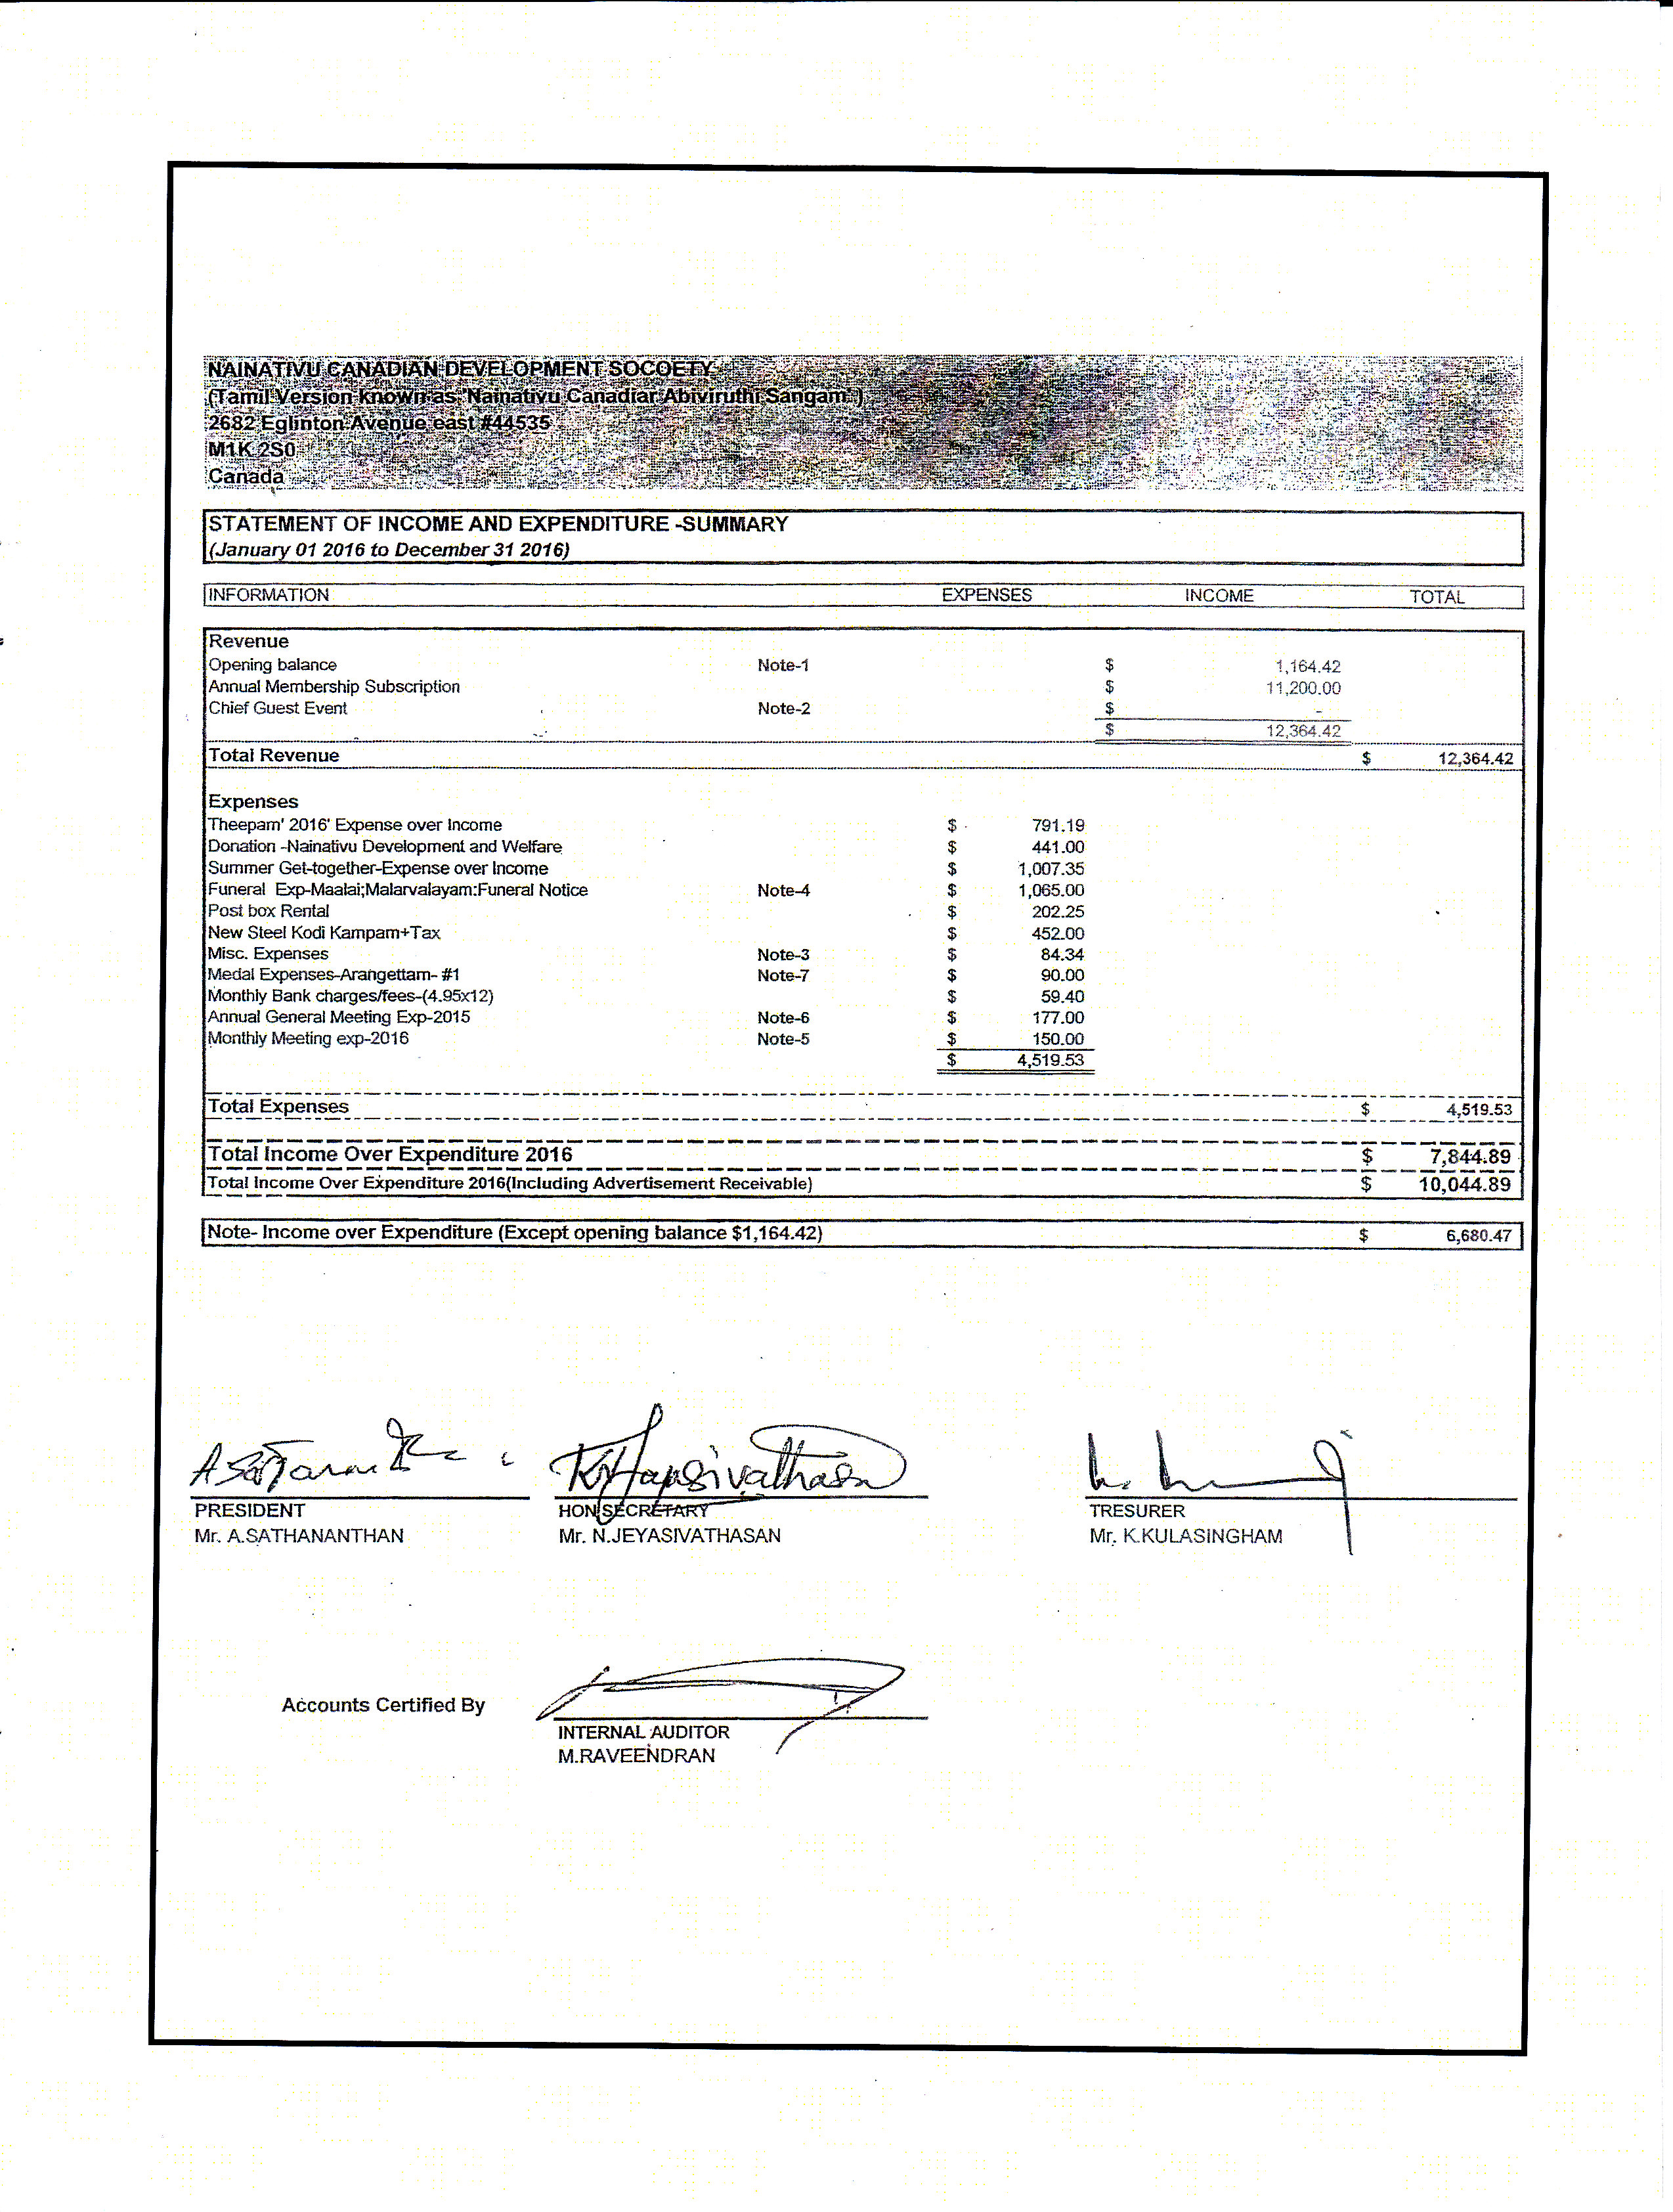 NAINATIVU CANADIAN DEVELOPMENT SOCOETY
(Tamil Version known as "Nainativu Canadian Abiviruthi Sangam")
2682 Eglinton Avenue east #44535
M1K 2S0
Canada
STATEMENT OF INCOME AND EXPENDITURE -SUMMARY
(January 01 2016 to December 31 2016)
INFORMATION EXPENSES INCOME TOTAL
Revenue
Opening balance Note-1 $ 1,164.42
Annual Membership Subscription $ 11,200.00
Chief Guest Event Note-2 $ -
$ 12,364.42
Total Revenue $ 12,364.42
Expenses
Theepam' 2016' Expense over Income $ 791.19
Donation -Nainativu Development and Welfare $ 441.00
Summer Get-together-Expense over Income $ 1,007.35
Funeral Exp-Maalai;Malarvalayam:Funeral Notice Note-4 $ 1,065.00
Post box Rental $ 202.25
New Steel Kodi Kampam+Tax $ 452.00
Misc. Expenses Note-3 $ 84.34
Medal Expenses-Arangettam- #1 Note-7 $ 90.00
Monthly Bank charges/fees-(4.95x12) $ 59.40
Annual General Meeting Exp-2015 Note-6 $ 177.00
Monthly Meeting exp-2016 Note-5 $ 150.00
$ 4,519.53
Total Expenses $ 4,519.53
Total Income Over Expenditure 2016 $ 7,844.89
Total Income Over Expenditure 2016(Including Advertisement Receivable) $ 10,044.89
Note- Income over Expenditure (Except opening balance $1,164.42) $ 6,680.47
PRESIDENT HON SECRETARY TRESURER
Mr. A.SATHANANTHAN Mr. N.JEYASIVATHASAN Mr. K.KULASINGHAM
Accounts Certified By
INTERNAL AUDITOR
M.RAVEENDRAN